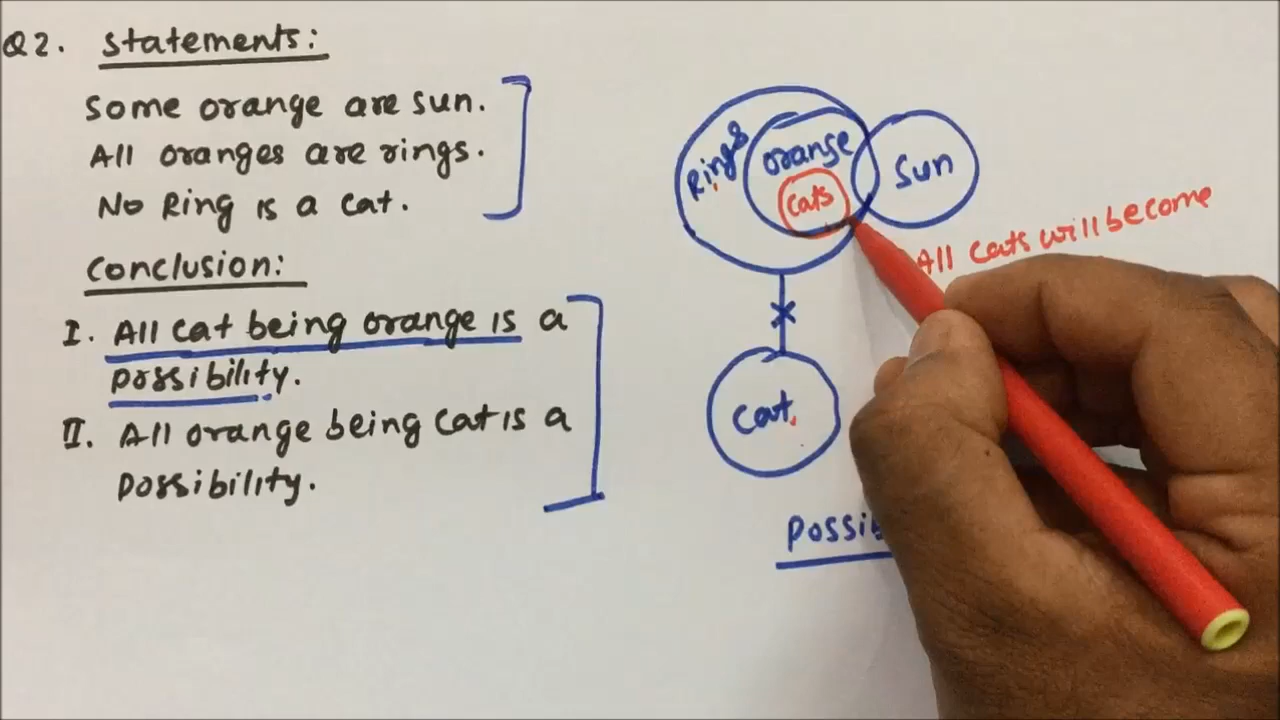 Q2. Statements:
Some orange are sun.
All oranges are rings.
No Ring is a cat.
Conclusion:
I. All cat being orange is a
possibility.
II. All orange being cat is a
possibility.
Rings
orange
cats
Sun
All cats will become
cat